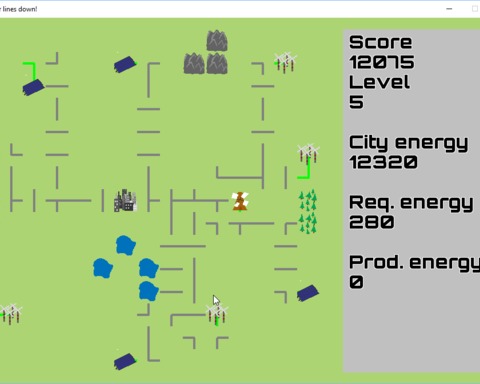 lines down!
Score
12075
Level
5
City energy
12320
Req. energy
280
Prod. energy
0